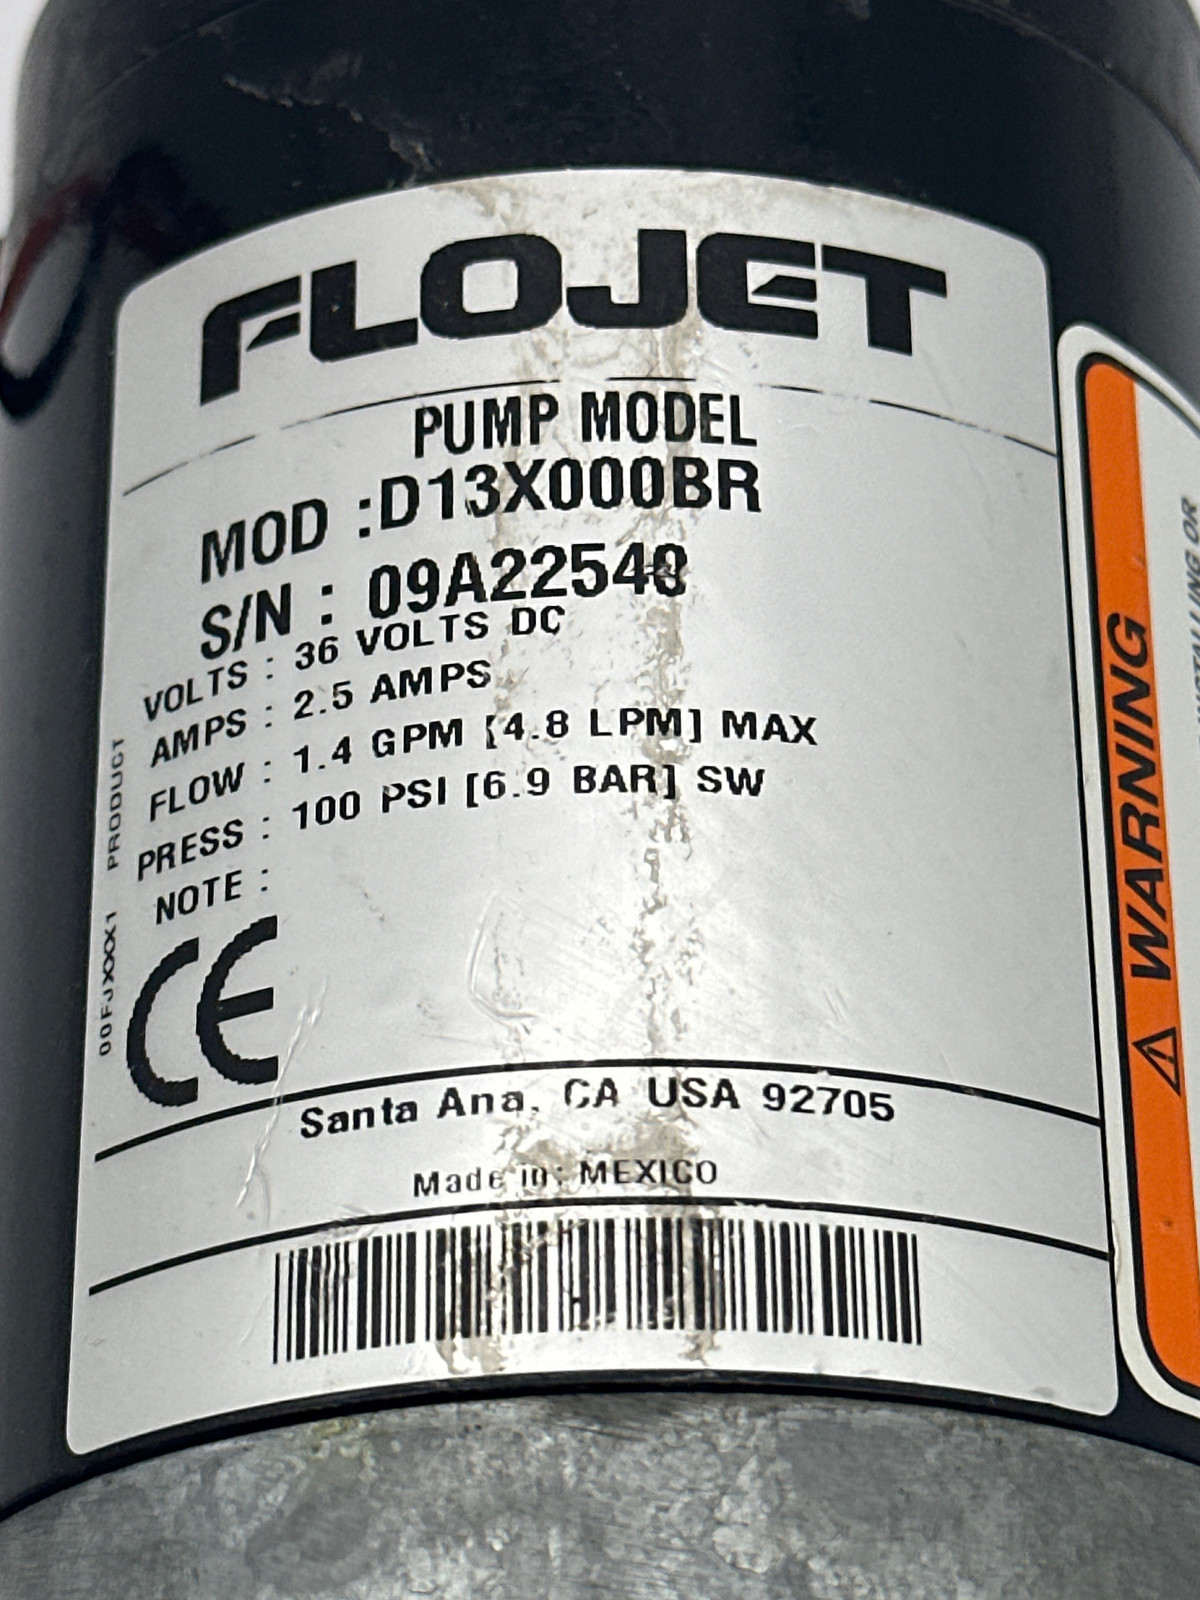 FLOJET
PUMP MODEL
MOD :D13X000BR
S/N : 09A22548
VOLTS : 36 VOLTS DC
AMPS : 2.5 AMPS
FLOW : 1.4 GPM [4.8 LPM] MAX
PRESS : 100 PSI [6.9 BAR] SW
NOTE :
CE
00FJXXX1 PRODUCT
Santa Ana, CA USA 92705
Made in: MEXICO
⚠ WARNING
OR